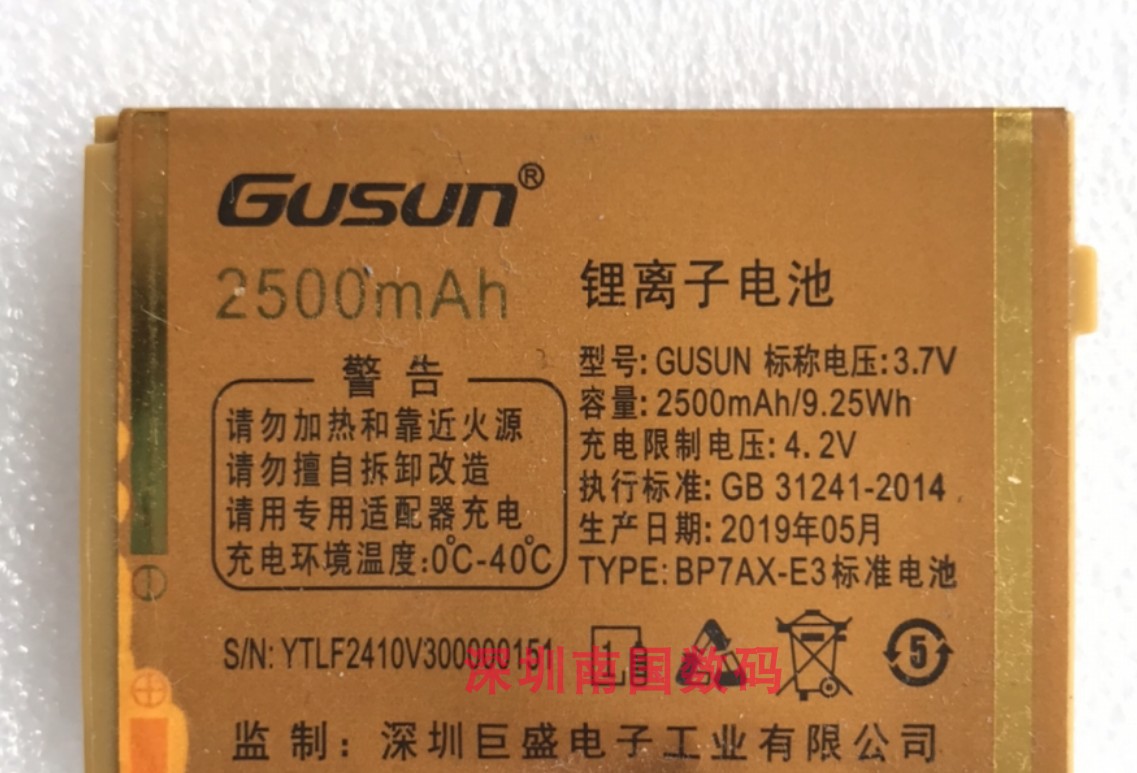 GUSUN®
2500mAh
锂离子电池
警告
请勿加热和靠近火源
请勿擅自拆卸改造
请用专用适配器充电
充电环境温度:0℃-40℃
型号: GUSUN 标称电压:3.7V
容量: 2500mAh/9.25Wh
充电限制电压: 4.2V
执行标准: GB 31241-2014
生产日期: 2019年05月
TYPE: BP7AX-E3标准电池
S/N: YTLF2410V300000151
深圳南国数码
1
5
监制: 深圳巨盛电子工业有限公司